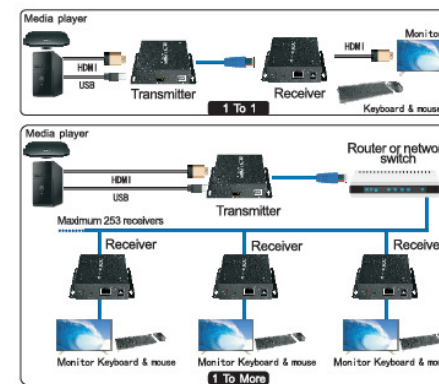 Media player
HDMI
USB
Transmitter
HDMI
Receiver
Monito
Keyboard & mouse
1 To 1
Media player
HDMI
USB
Transmitter
Router or network
switch
Maximum 253 receivers
Receiver
Receiver
Receive
Monitor Keyboard & mouse
Monitor Keyboard & mouse
Monitor Keyboard & mou
1 To More